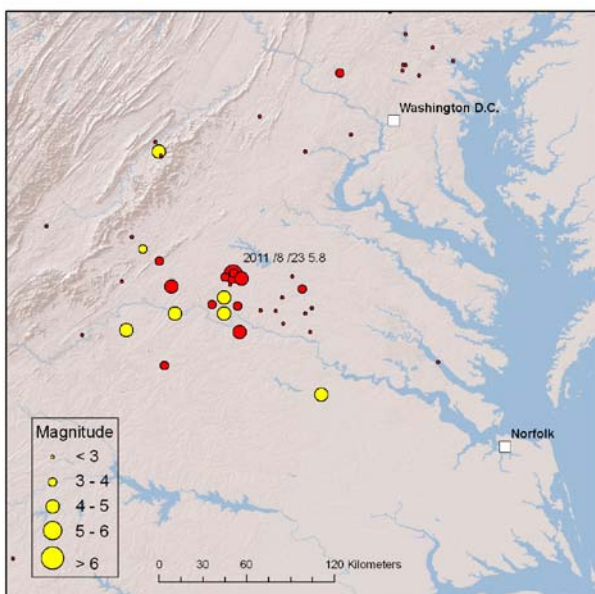 Washington D.C.
2011 /8 /23 5.8
Norfolk
Magnitude
< 3
3 - 4
4 - 5
5 - 6
> 6
0 30 60 120 Kilometers